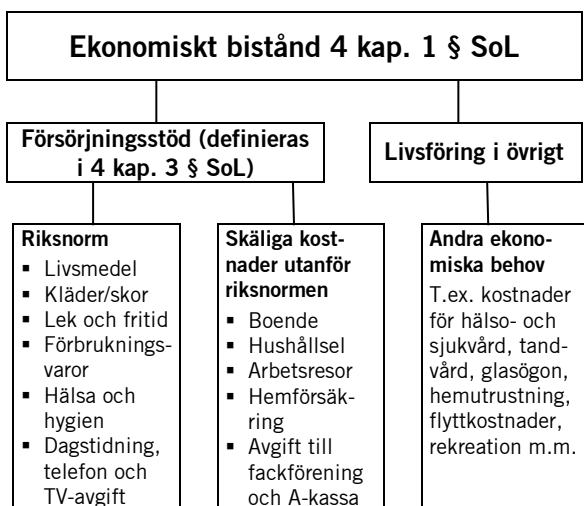 Ekonomiskt bistånd 4 kap. 1 § SoL
Försörjningsstöd (definieras
i 4 kap. 3 § SoL)
Livsföring i övrigt
Riksnorm
▪ Livsmedel
▪ Kläder/skor
▪ Lek och fritid
▪ Förbruknings-
varor
▪ Hälsa och
hygien
▪ Dagstidning,
telefon och
TV-avgift
Skäliga kost-
nader utanför
riksnormen
▪ Boende
▪ Hushållsel
▪ Arbetsresor
▪ Hemförsäk-
ring
▪ Avgift till
fackförening
och A-kassa
Andra ekono-
miska behov
T.ex. kostnader
för hälso- och
sjukvård, tand-
vård, glasögon,
hemutrustning,
flyttkostnader,
rekreation m.m.